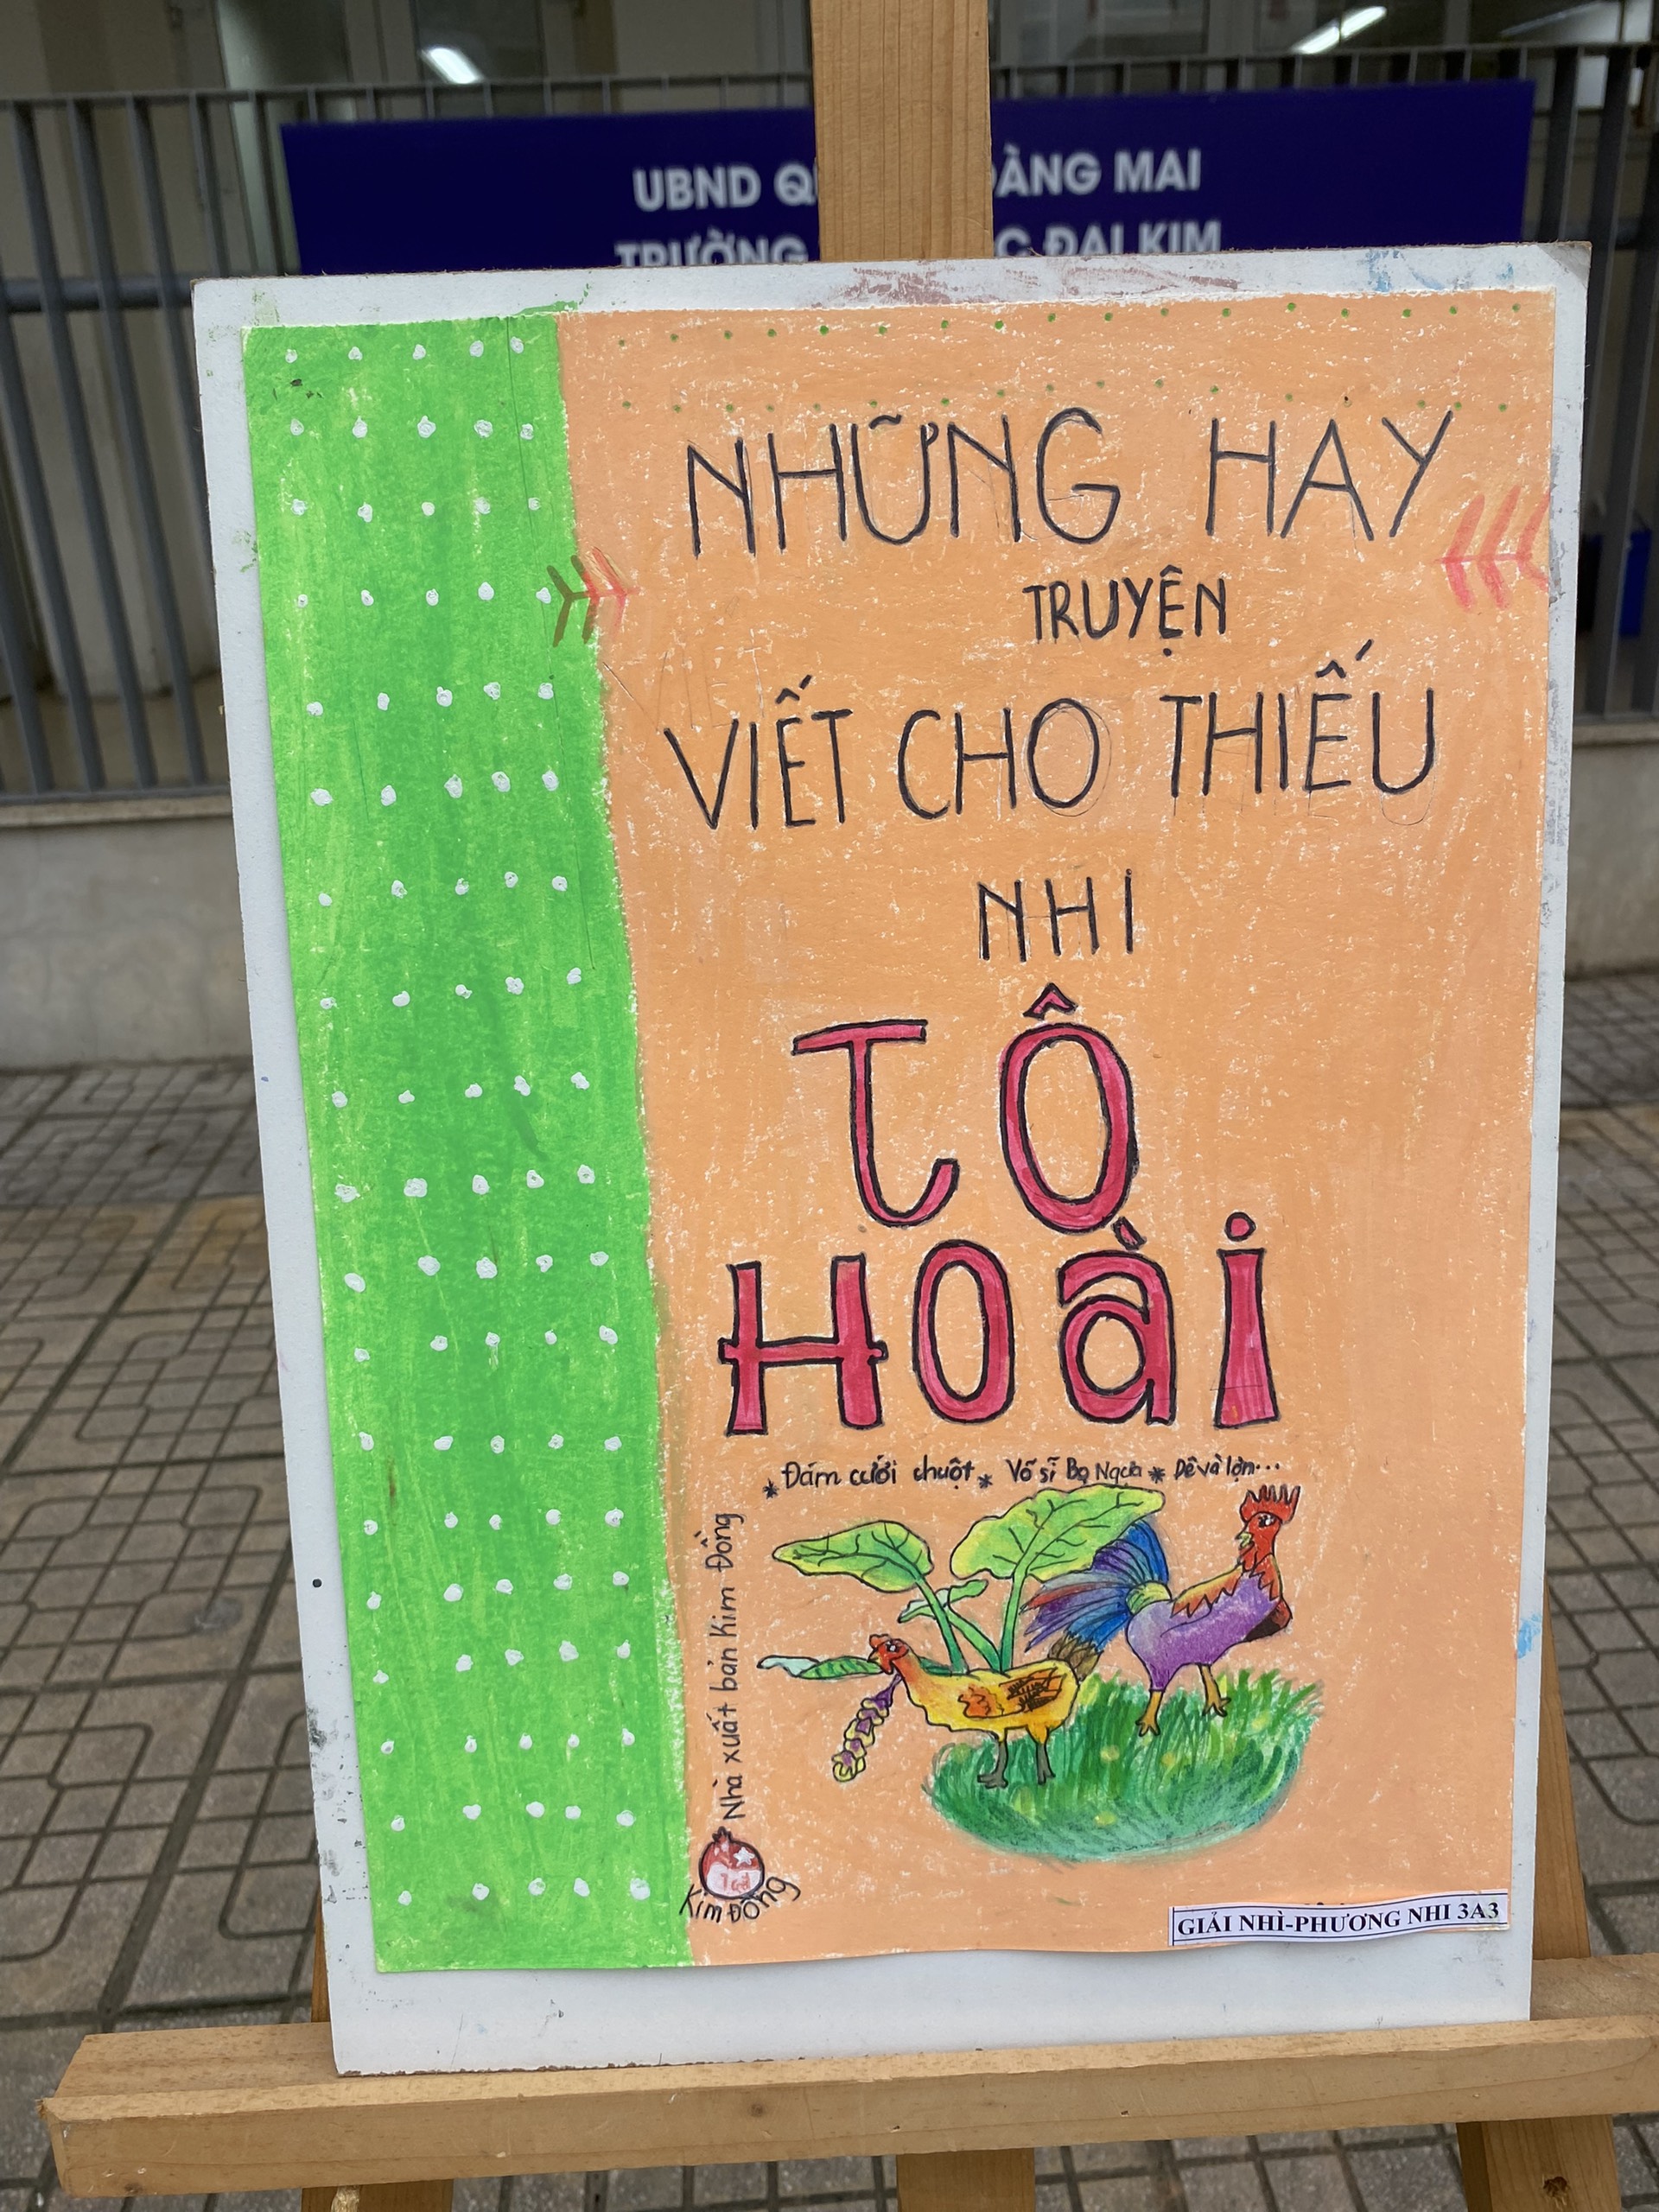 UBND QU ÀNG MAI
TRƯỜNG C ĐẠI KIM
NHỮNG HAY
TRUYỆN
VIẾT CHO THIẾU
NHI
TÔ
HOÀI
* Đám cưới chuột * Võ sĩ Bọ Ngựa * Dê và lợn...
Nhà xuất bản Kim Đồng
Kim Đồng
GIẢI NHÌ-PHƯƠNG NHI 3A3